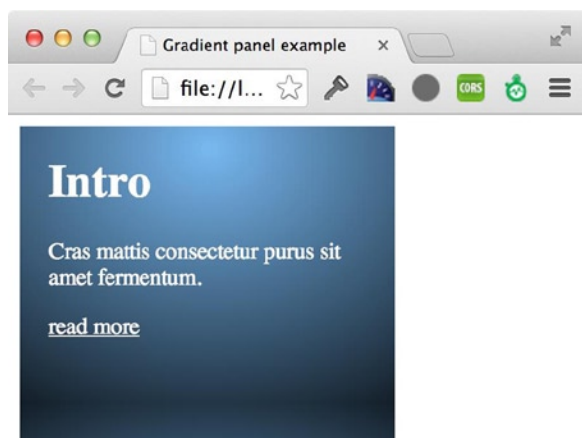 Gradient panel example
file://l...
CORS
Intro
Cras mattis consectetur purus sit
amet fermentum.
read more